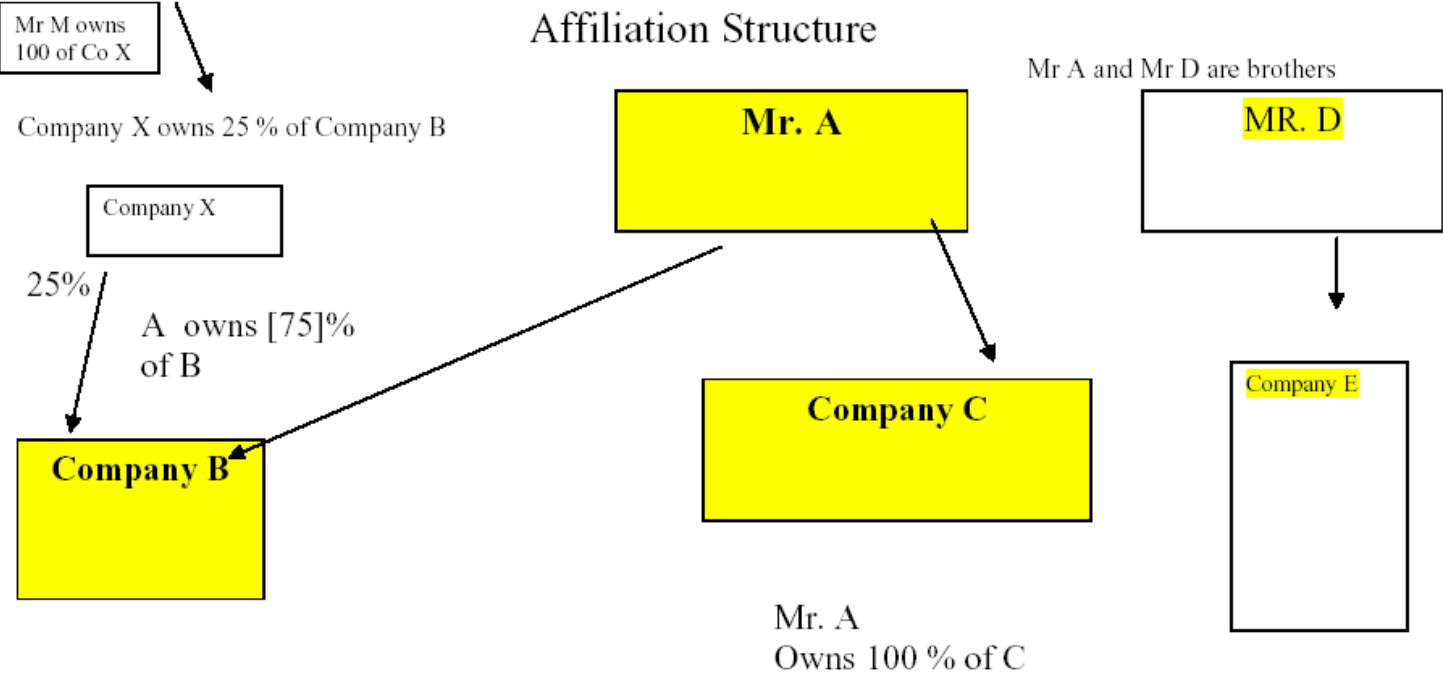 Mr M owns
100 of Co X
Affiliation Structure
Mr A and Mr D are brothers
Company X owns 25 % of Company B
Mr. A
MR. D
Company X
25%
A owns [75]%
of B
Company E
Company C
Company B
Mr. A
Owns 100 % of C